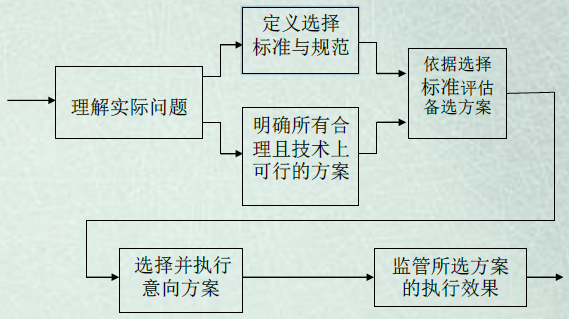 理解实际问题
定义选择
标准与规范
明确所有合
理且技术上
可行的方案
依据选择
标准评估
备选方案
选择并执行
意向方案
监管所选方案
的执行效果